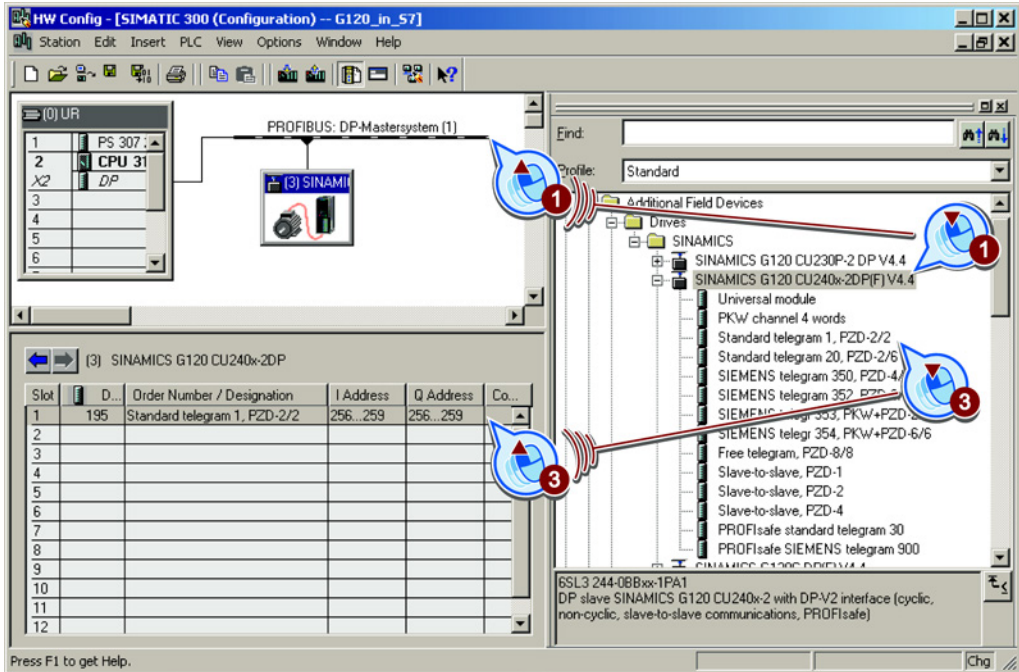 HW Config - [SIMATIC 300 (Configuration) -- G120_in_S7]
Station Edit Insert PLC View Options Window Help
(0) UR
1 PS 307
2 CPU 31
X2 DP
3
4
5
6
PROFIBUS: DP-Mastersystem (1)
(3) SINAMI
1
Find:
Profile: Standard
Additional Field Devices
Drives
SINAMICS
1
SINAMICS G120 CU230P-2 DP V4.4
SINAMICS G120 CU240x-2DP(F) V4.4
Universal module
PKW channel 4 words
Standard telegram 1, PZD-2/2
Standard telegram 20, PZD-2/6
SIEMENS telegram 350, PZD-4/
SIEMENS telegram 352, PZD
SIEMENS telegr 353, PKW+PZD-
SIEMENS telegr 354, PKW+PZD-6/6
3
Free telegram, PZD-8/8
Slave-to-slave, PZD-1
Slave-to-slave, PZD-2
Slave-to-slave, PZD-4
PROFIsafe standard telegram 30
PROFIsafe SIEMENS telegram 900
(3) SINAMICS G120 CU240x-2DP
Slot D... Order Number / Designation I Address Q Address Co...
1 195 Standard telegram 1, PZD-2/2 256...259 256...259
2
3
4
5
6
7
8
9
10
11
12
3
6SL3 244-0BBxx-1PA1
DP slave SINAMICS G120 CU240x-2 with DP-V2 interface (cyclic,
non-cyclic, slave-to-slave communications, PROFIsafe)
Press F1 to get Help.
Chg